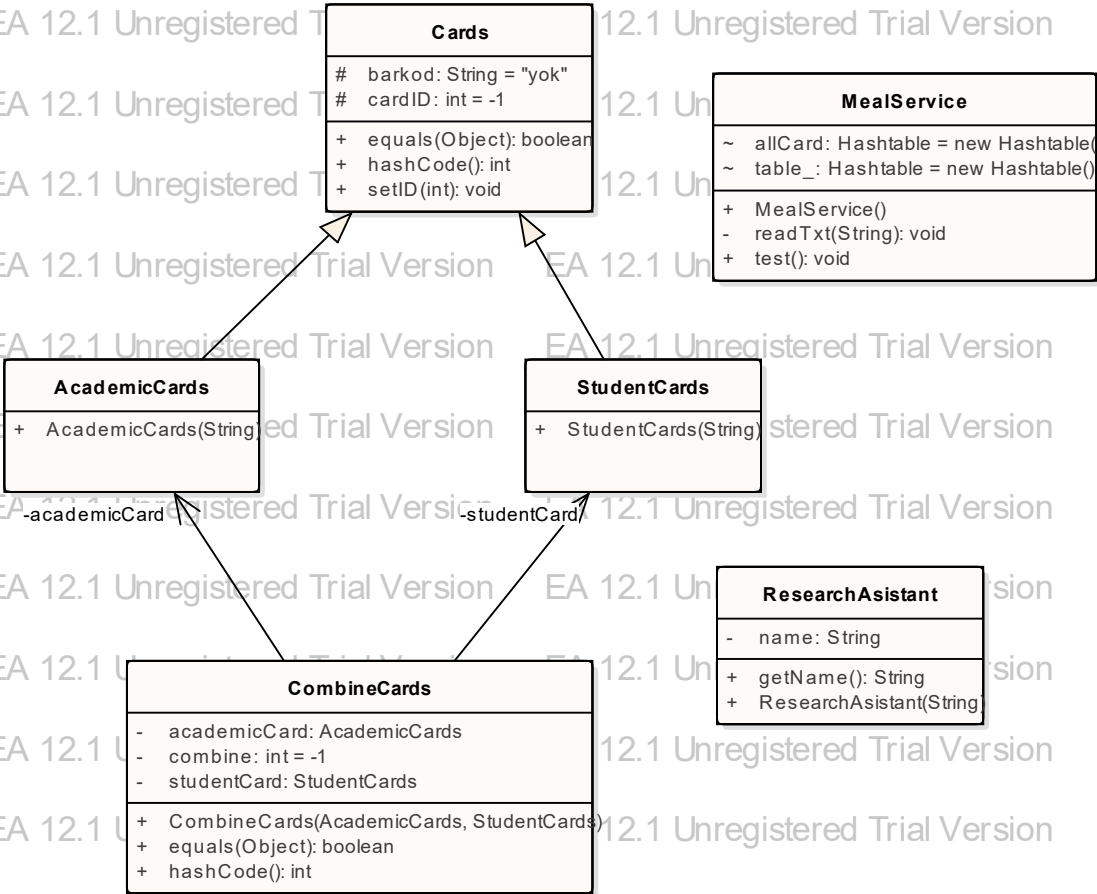 Cards
# barkod: String = "yok"
# cardID: int = -1
+ equals(Object): boolean
+ hashCode(): int
+ setID(int): void
MealService
~ allCard: Hashtable = new Hashtable(
~ table_: Hashtable = new Hashtable()
+ MealService()
- readTxt(String): void
+ test(): void
AcademicCards
+ AcademicCards(String)
StudentCards
+ StudentCards(String)
-academicCard
-studentCard
ResearchAsistant
- name: String
+ getName(): String
+ ResearchAsistant(String)
CombineCards
- academicCard: AcademicCards
- combine: int = -1
- studentCard: StudentCards
+ CombineCards(AcademicCards, StudentCards)
+ equals(Object): boolean
+ hashCode(): int
EA 12.1 Unregistered Trial Version